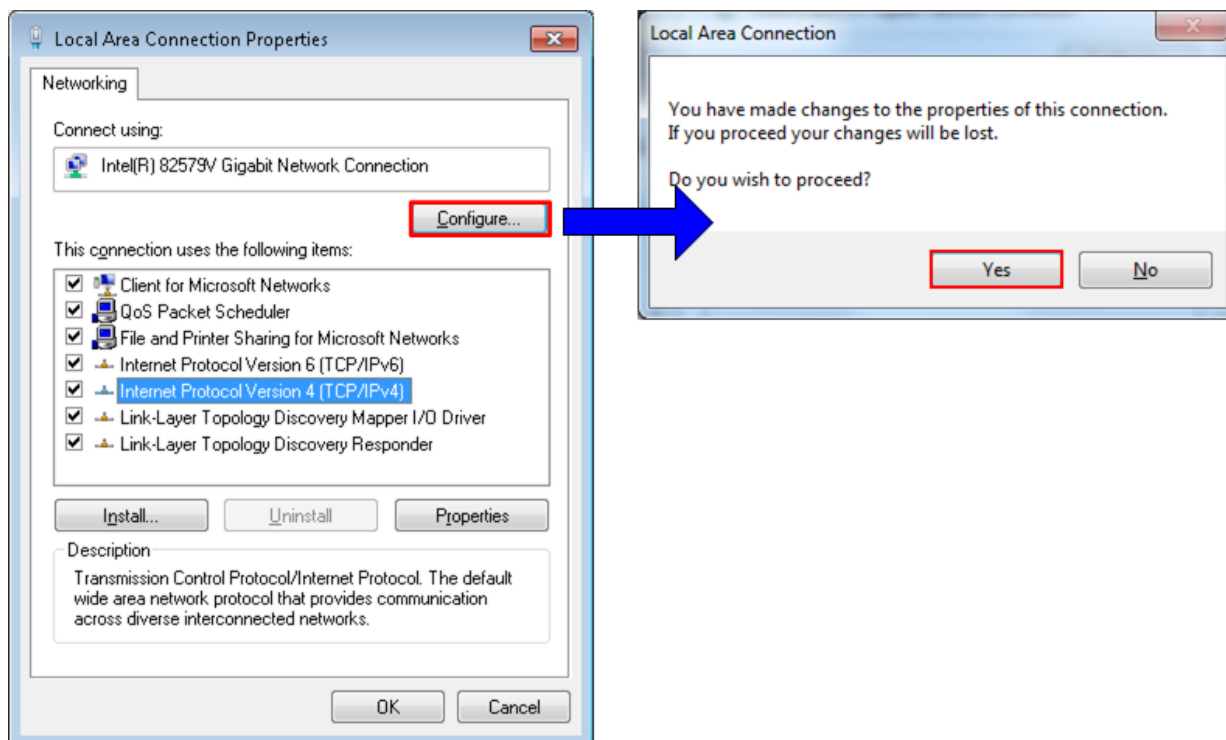 Local Area Connection Properties
Networking
Connect using:
Intel(R) 82579V Gigabit Network Connection
Configure...
This connection uses the following items:
Client for Microsoft Networks
QoS Packet Scheduler
File and Printer Sharing for Microsoft Networks
Internet Protocol Version 6 (TCP/IPv6)
Internet Protocol Version 4 (TCP/IPv4)
Link-Layer Topology Discovery Mapper I/O Driver
Link-Layer Topology Discovery Responder
Install...
Uninstall
Properties
Description
Transmission Control Protocol/Internet Protocol. The default
wide area network protocol that provides communication
across diverse interconnected networks.
OK
Cancel
Local Area Connection
You have made changes to the properties of this connection.
If you proceed your changes will be lost.
Do you wish to proceed?
Yes
No